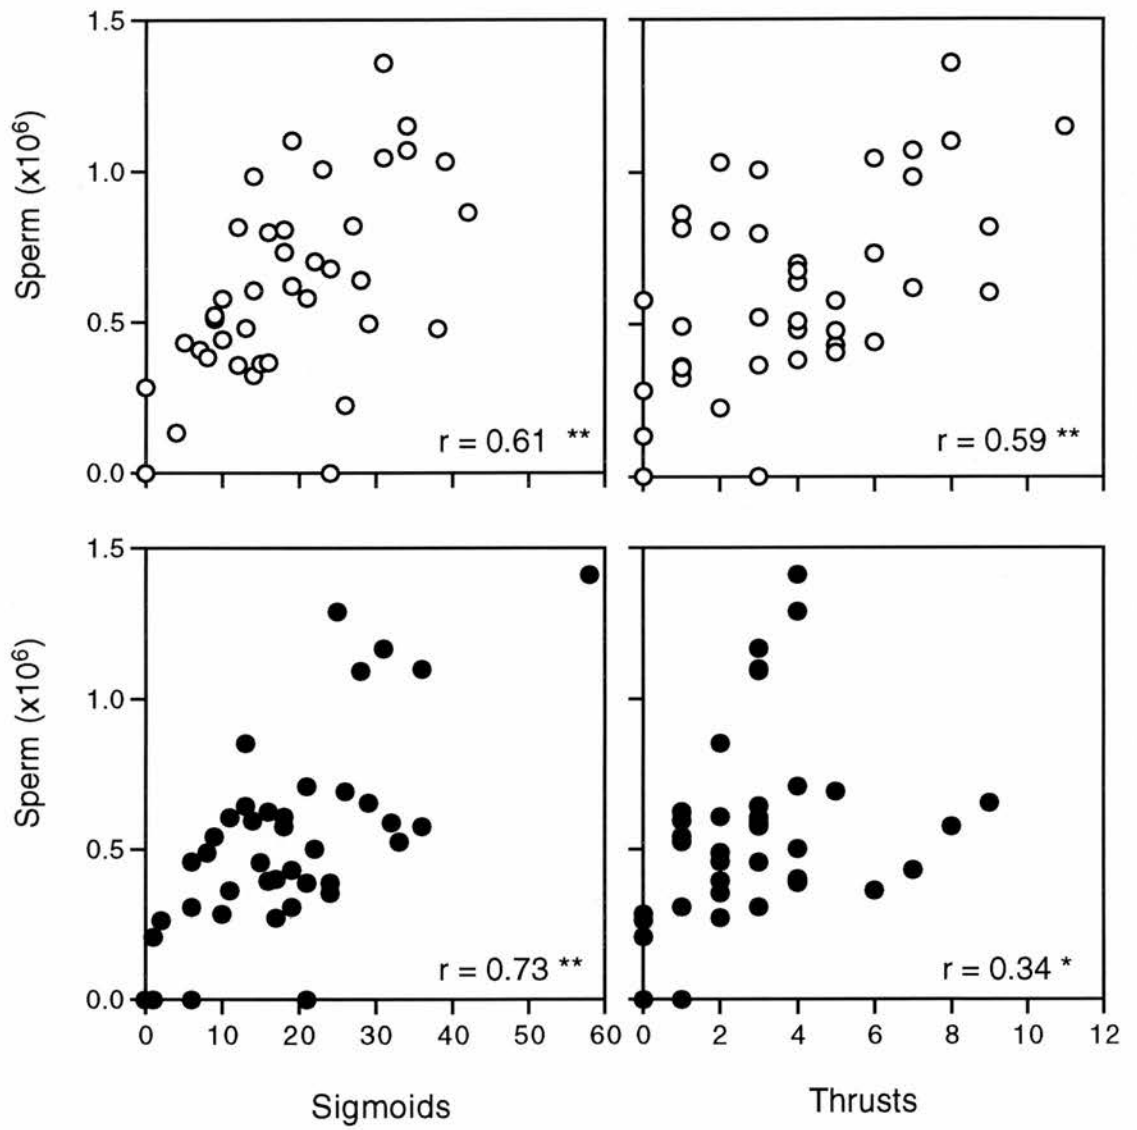 1.5
1.0
0.5
0.0
Sperm (x10⁶)
r = 0.61 **
r = 0.59 **
1.5
1.0
0.5
0.0
Sperm (x10⁶)
r = 0.73 **
r = 0.34 *
0 10 20 30 40 50 60
0 2 4 6 8 10 12
Sigmoids
Thrusts